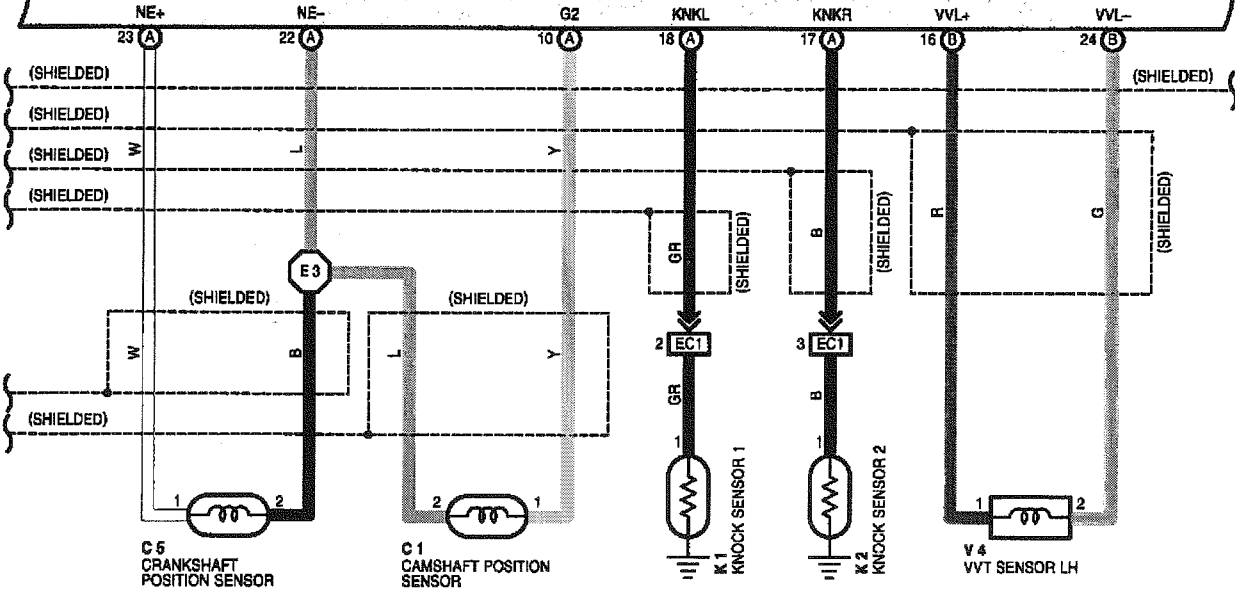 NE+ NE– G2 KNKL KNKR VVL+ VVL–
23 A 22 A 10 A 18 A 17 A 16 B 24 B
(SHIELDED) (SHIELDED)
(SHIELDED)
W L Y
(SHIELDED)
(SHIELDED)
R G (SHIELDED)
GR (SHIELDED) B (SHIELDED)
E3
(SHIELDED) (SHIELDED)
W B L Y
2 EC1 3 EC1
GR B
(SHIELDED)
1 1
1 2 2 1 1 2
C 5
CRANKSHAFT
POSITION SENSOR
C 1
CAMSHAFT POSITION
SENSOR
K 1
KNOCK SENSOR 1
K 2
KNOCK SENSOR 2
V 4
VVT SENSOR LH